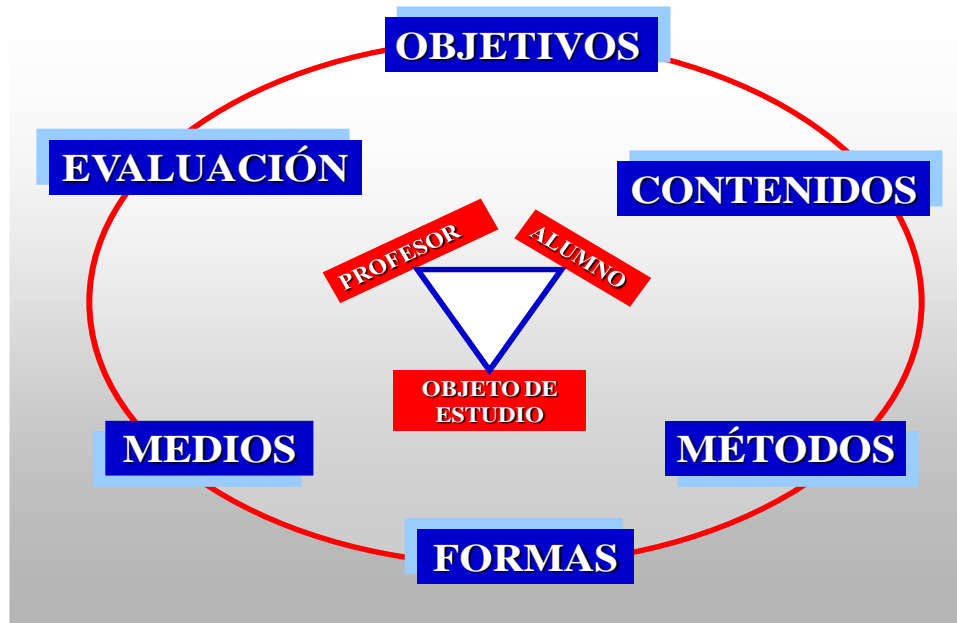 OBJETIVOS
EVALUACIÓN
CONTENIDOS
PROFESOR
ALUMNO
OBJETO DE
ESTUDIO
MEDIOS
MÉTODOS
FORMAS